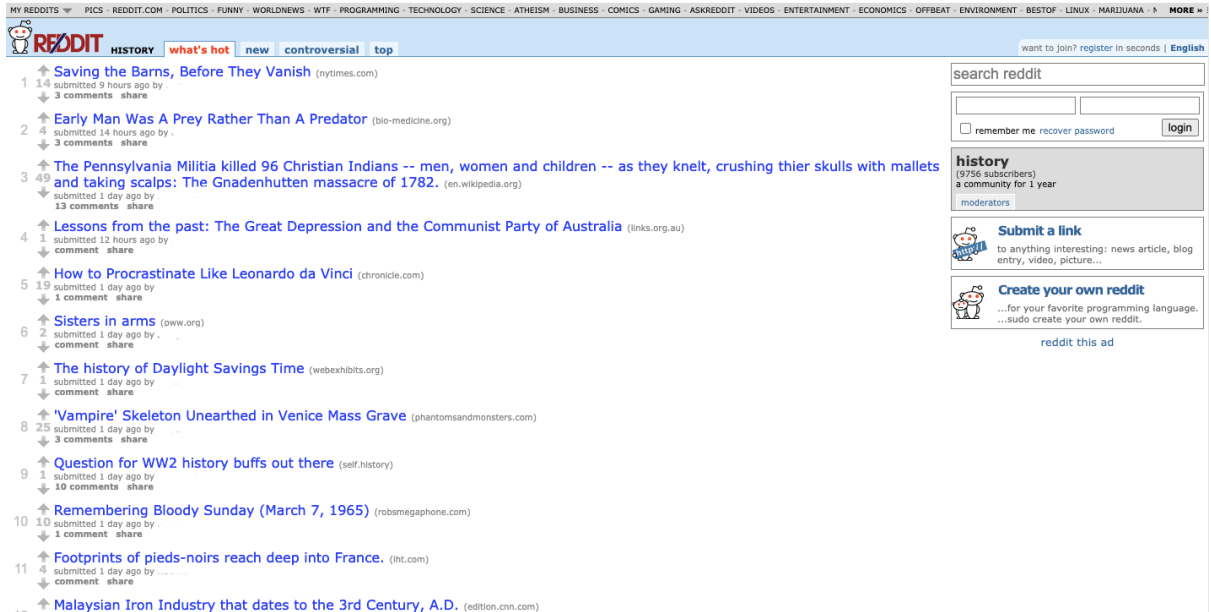 MY REDDITS PICS - REDDIT.COM - POLITICS - FUNNY - WORLDNEWS - WTF - PROGRAMMING - TECHNOLOGY - SCIENCE - ATHEISM - BUSINESS - COMICS - GAMING - ASKREDDIT - VIDEOS - ENTERTAINMENT - ECONOMICS - OFFBEAT - ENVIRONMENT - BESTOF - LINUX - MARIJUANA - MORE »
REDDIT HISTORY what's hot new controversial top
want to join? register in seconds | English
1 14 Saving the Barns, Before They Vanish (nytimes.com)
submitted 9 hours ago by
3 comments share
2 4 Early Man Was A Prey Rather Than A Predator (bio-medicine.org)
submitted 14 hours ago by
3 comments share
3 49 The Pennsylvania Militia killed 96 Christian Indians -- men, women and children -- as they knelt, crushing thier skulls with mallets
and taking scalps: The Gnadenhutten massacre of 1782. (en.wikipedia.org)
submitted 1 day ago by
13 comments share
4 1 Lessons from the past: The Great Depression and the Communist Party of Australia (links.org.au)
submitted 12 hours ago by
comment share
5 19 How to Procrastinate Like Leonardo da Vinci (chronicle.com)
submitted 1 day ago by
1 comment share
6 2 Sisters in arms (pww.org)
submitted 1 day ago by
comment share
7 1 The history of Daylight Savings Time (webexhibits.org)
submitted 1 day ago by
comment share
8 25 'Vampire' Skeleton Unearthed in Venice Mass Grave (phantomsandmonsters.com)
submitted 1 day ago by
3 comments share
9 1 Question for WW2 history buffs out there (self.history)
submitted 1 day ago by
10 comments share
10 10 Remembering Bloody Sunday (March 7, 1965) (robsmegaphone.com)
submitted 1 day ago by
1 comment share
11 4 Footprints of pieds-noirs reach deep into France. (iht.com)
submitted 1 day ago by
comment share
Malaysian Iron Industry that dates to the 3rd Century, A.D. (edition.cnn.com)
search reddit
remember me recover password login
history
(9756 subscribers)
a community for 1 year
moderators
Submit a link
http://
to anything interesting: news article, blog
entry, video, picture...
Create your own reddit
...for your favorite programming language.
...sudo create your own reddit.
reddit this ad